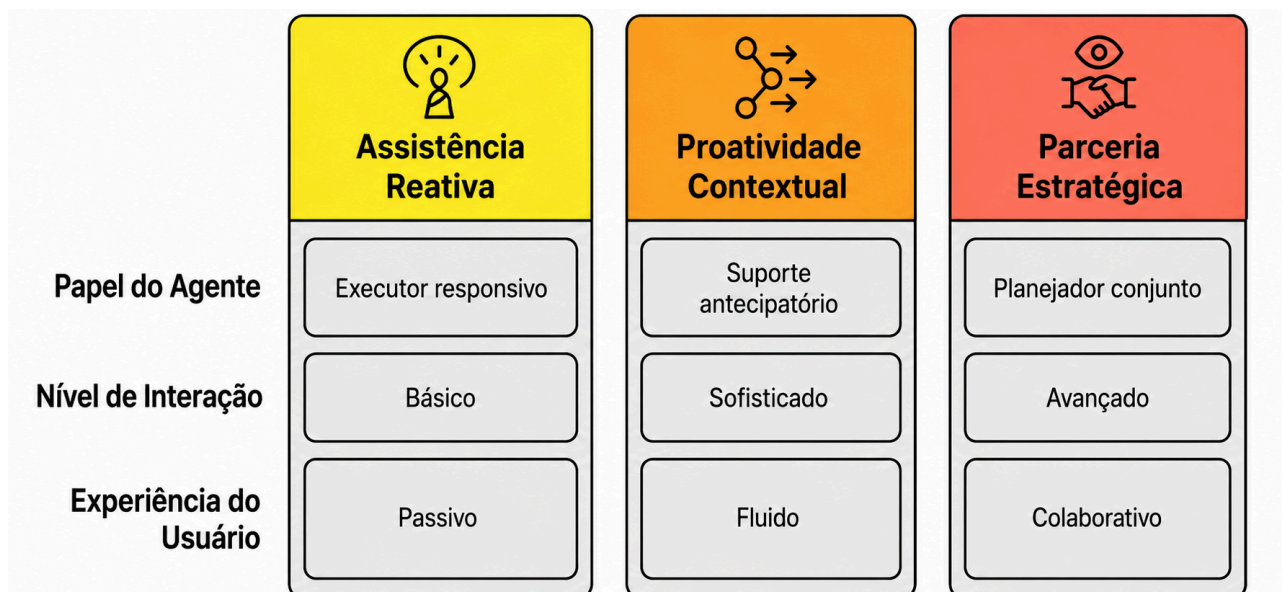 Assistência
Reativa
Proatividade
Contextual
Parceria
Estratégica
Papel do Agente
Executor responsivo
Suporte
antecipatório
Planejador conjunto
Nível de Interação
Básico
Sofisticado
Avançado
Experiência do
Usuário
Passivo
Fluido
Colaborativo